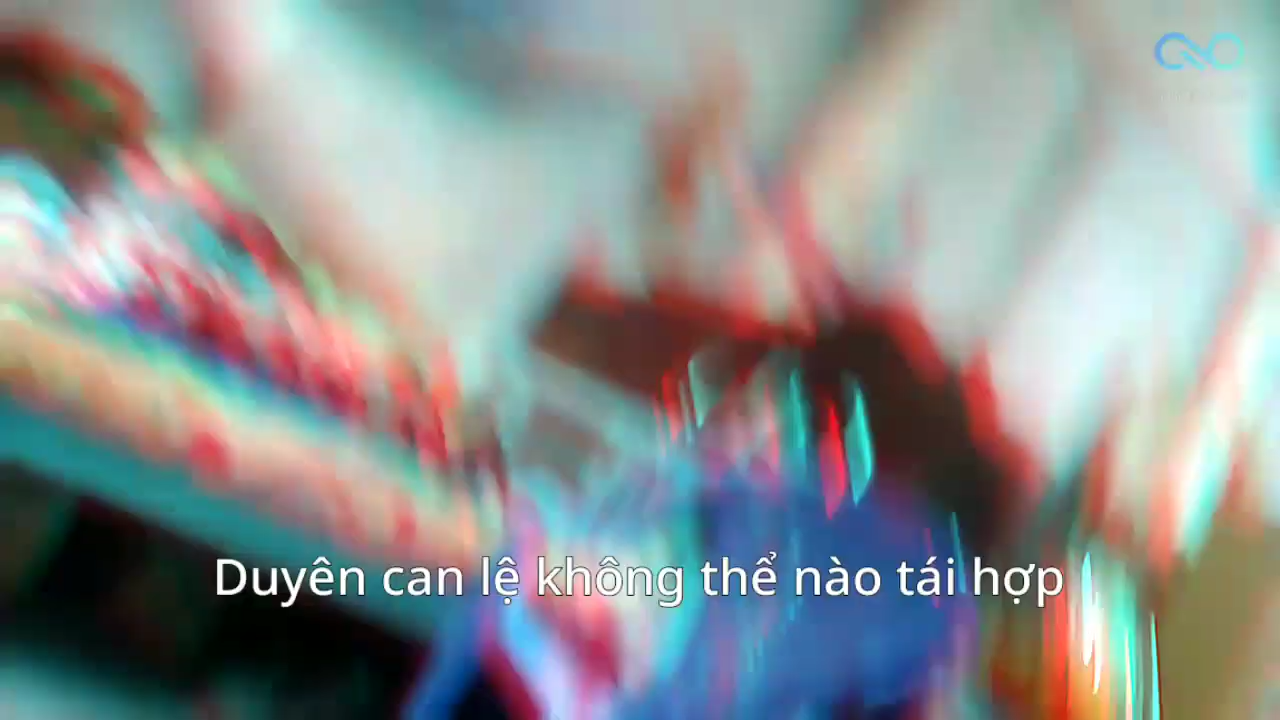 Duyên can lệ không thể nào tái hợp